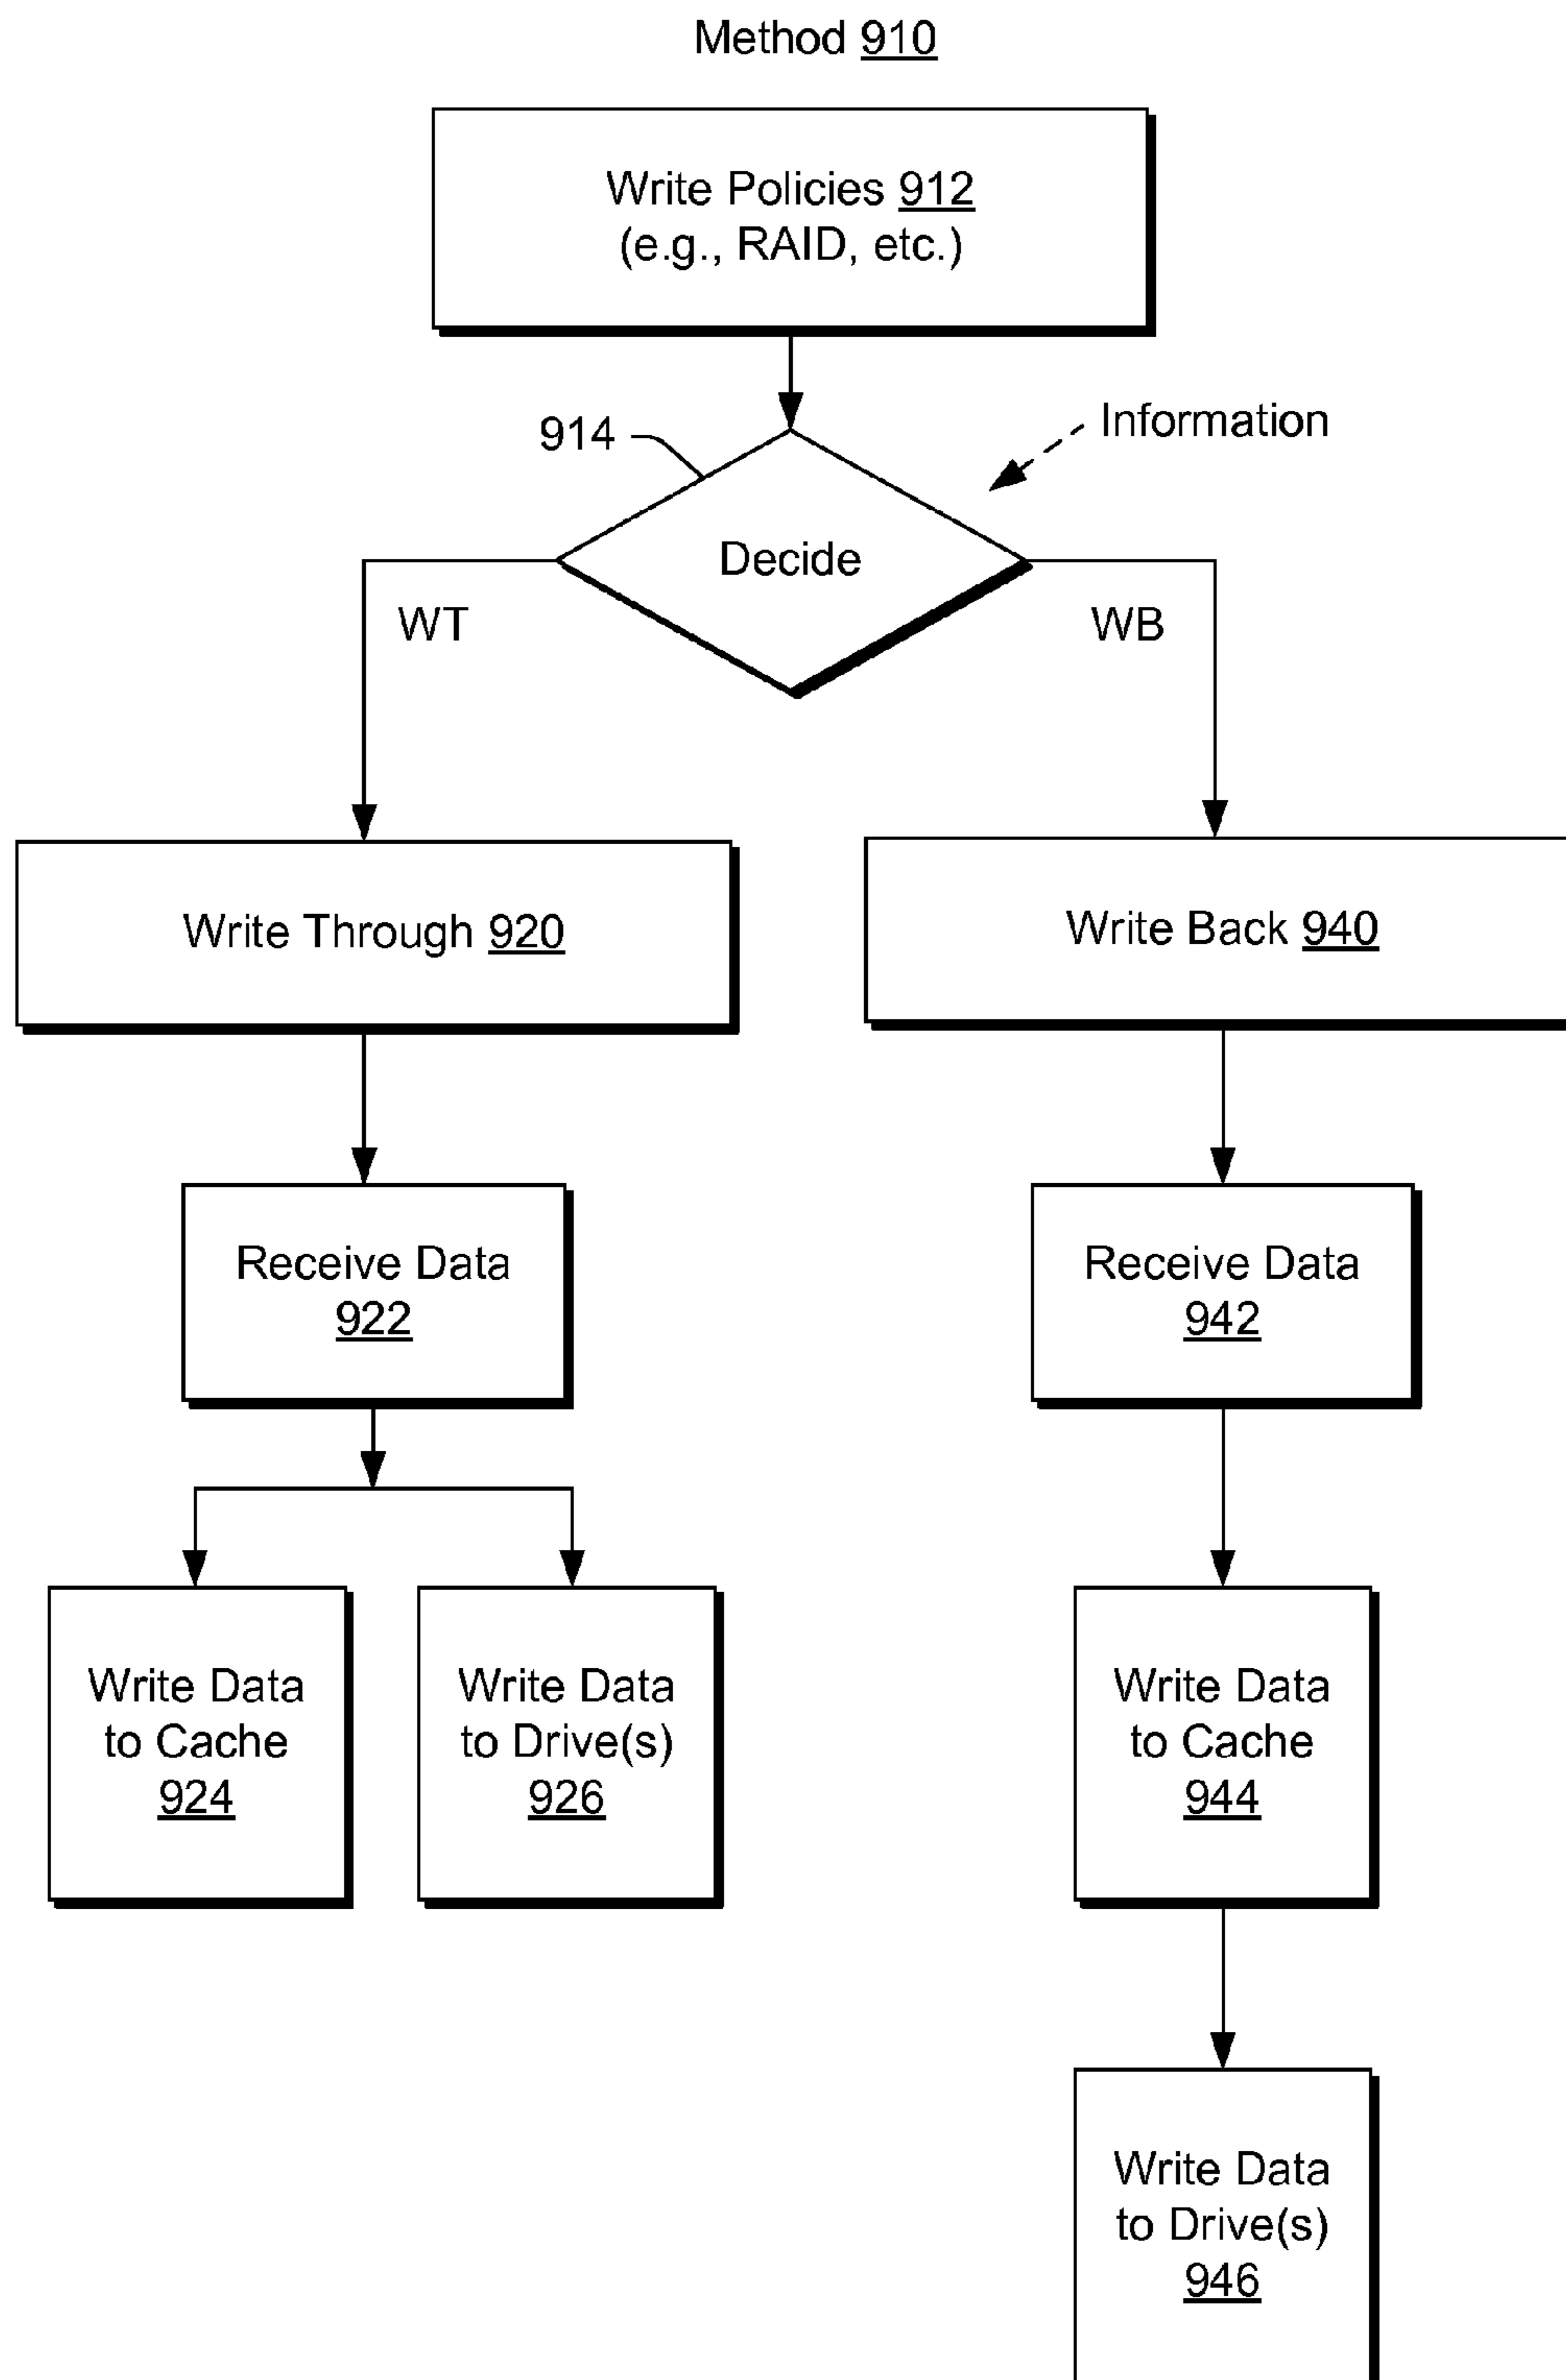 Method 910
Write Policies 912
(e.g., RAID, etc.)
914
Information
Decide
WT
WB
Write Through 920
Write Back 940
Receive Data
922
Receive Data
942
Write Data
to Cache
924
Write Data
to Drive(s)
926
Write Data
to Cache
944
Write Data
to Drive(s)
946